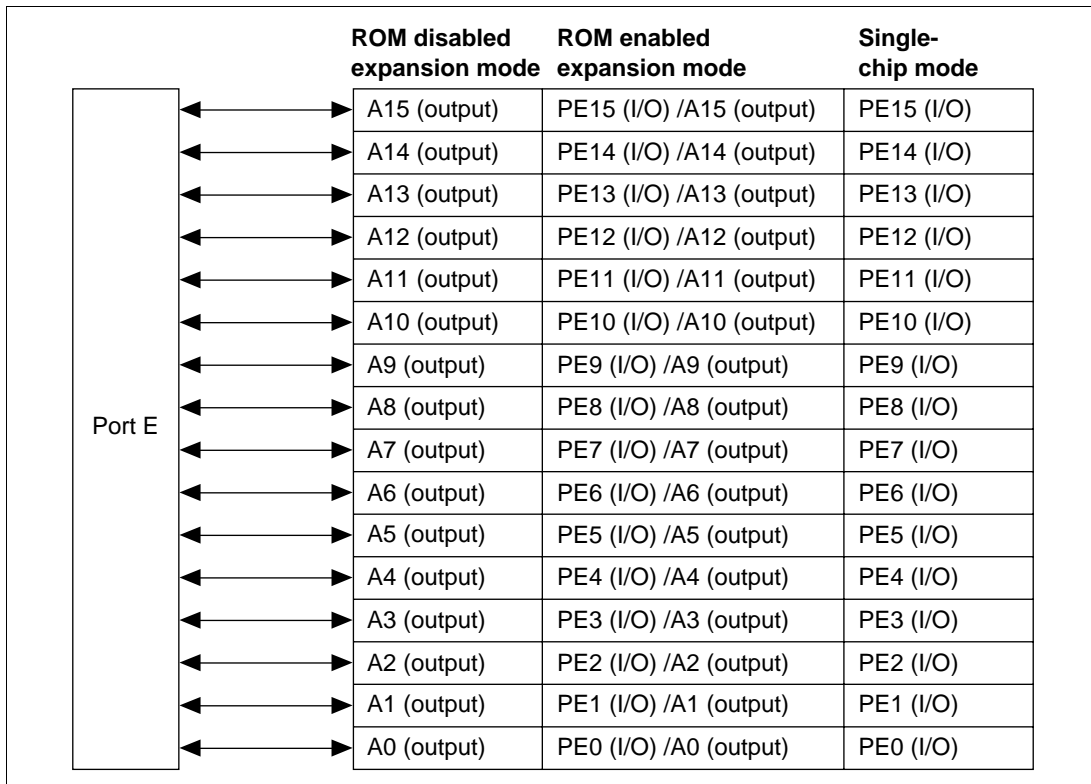 ROM disabled ROM enabled Single-
expansion mode expansion mode chip mode
A15 (output) PE15 (I/O) /A15 (output) PE15 (I/O)
A14 (output) PE14 (I/O) /A14 (output) PE14 (I/O)
A13 (output) PE13 (I/O) /A13 (output) PE13 (I/O)
A12 (output) PE12 (I/O) /A12 (output) PE12 (I/O)
A11 (output) PE11 (I/O) /A11 (output) PE11 (I/O)
A10 (output) PE10 (I/O) /A10 (output) PE10 (I/O)
A9 (output) PE9 (I/O) /A9 (output) PE9 (I/O)
A8 (output) PE8 (I/O) /A8 (output) PE8 (I/O)
Port E
A7 (output) PE7 (I/O) /A7 (output) PE7 (I/O)
A6 (output) PE6 (I/O) /A6 (output) PE6 (I/O)
A5 (output) PE5 (I/O) /A5 (output) PE5 (I/O)
A4 (output) PE4 (I/O) /A4 (output) PE4 (I/O)
A3 (output) PE3 (I/O) /A3 (output) PE3 (I/O)
A2 (output) PE2 (I/O) /A2 (output) PE2 (I/O)
A1 (output) PE1 (I/O) /A1 (output) PE1 (I/O)
A0 (output) PE0 (I/O) /A0 (output) PE0 (I/O)